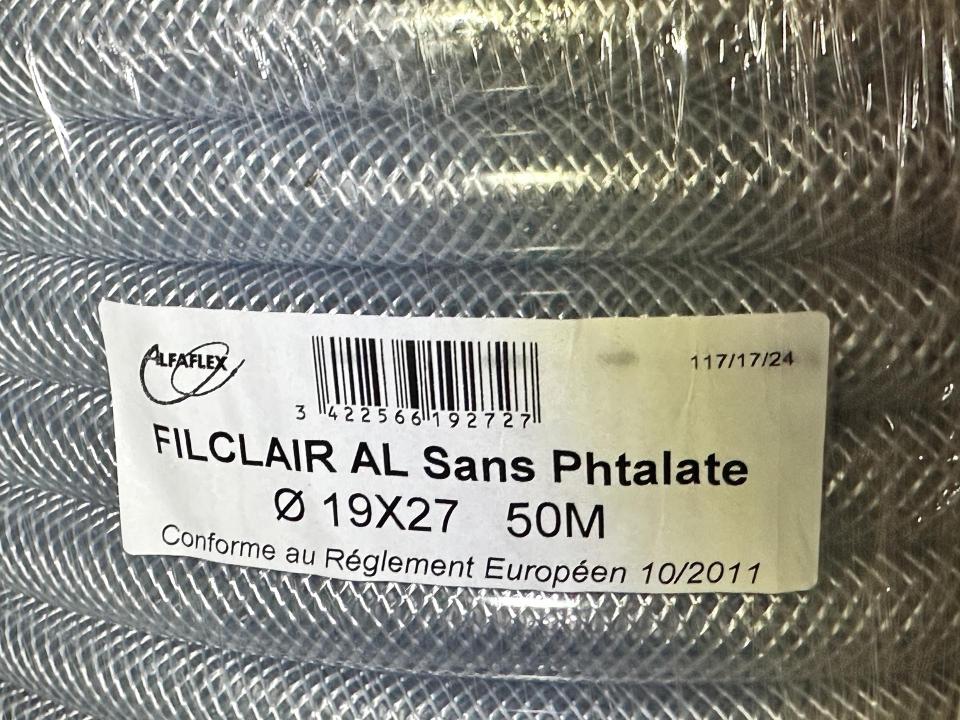 ALFAFLEX
117/17/24
3 422566 192727
FILCLAIR AL Sans Phtalate
Ø 19X27 50M
Conforme au Réglement Européen 10/2011